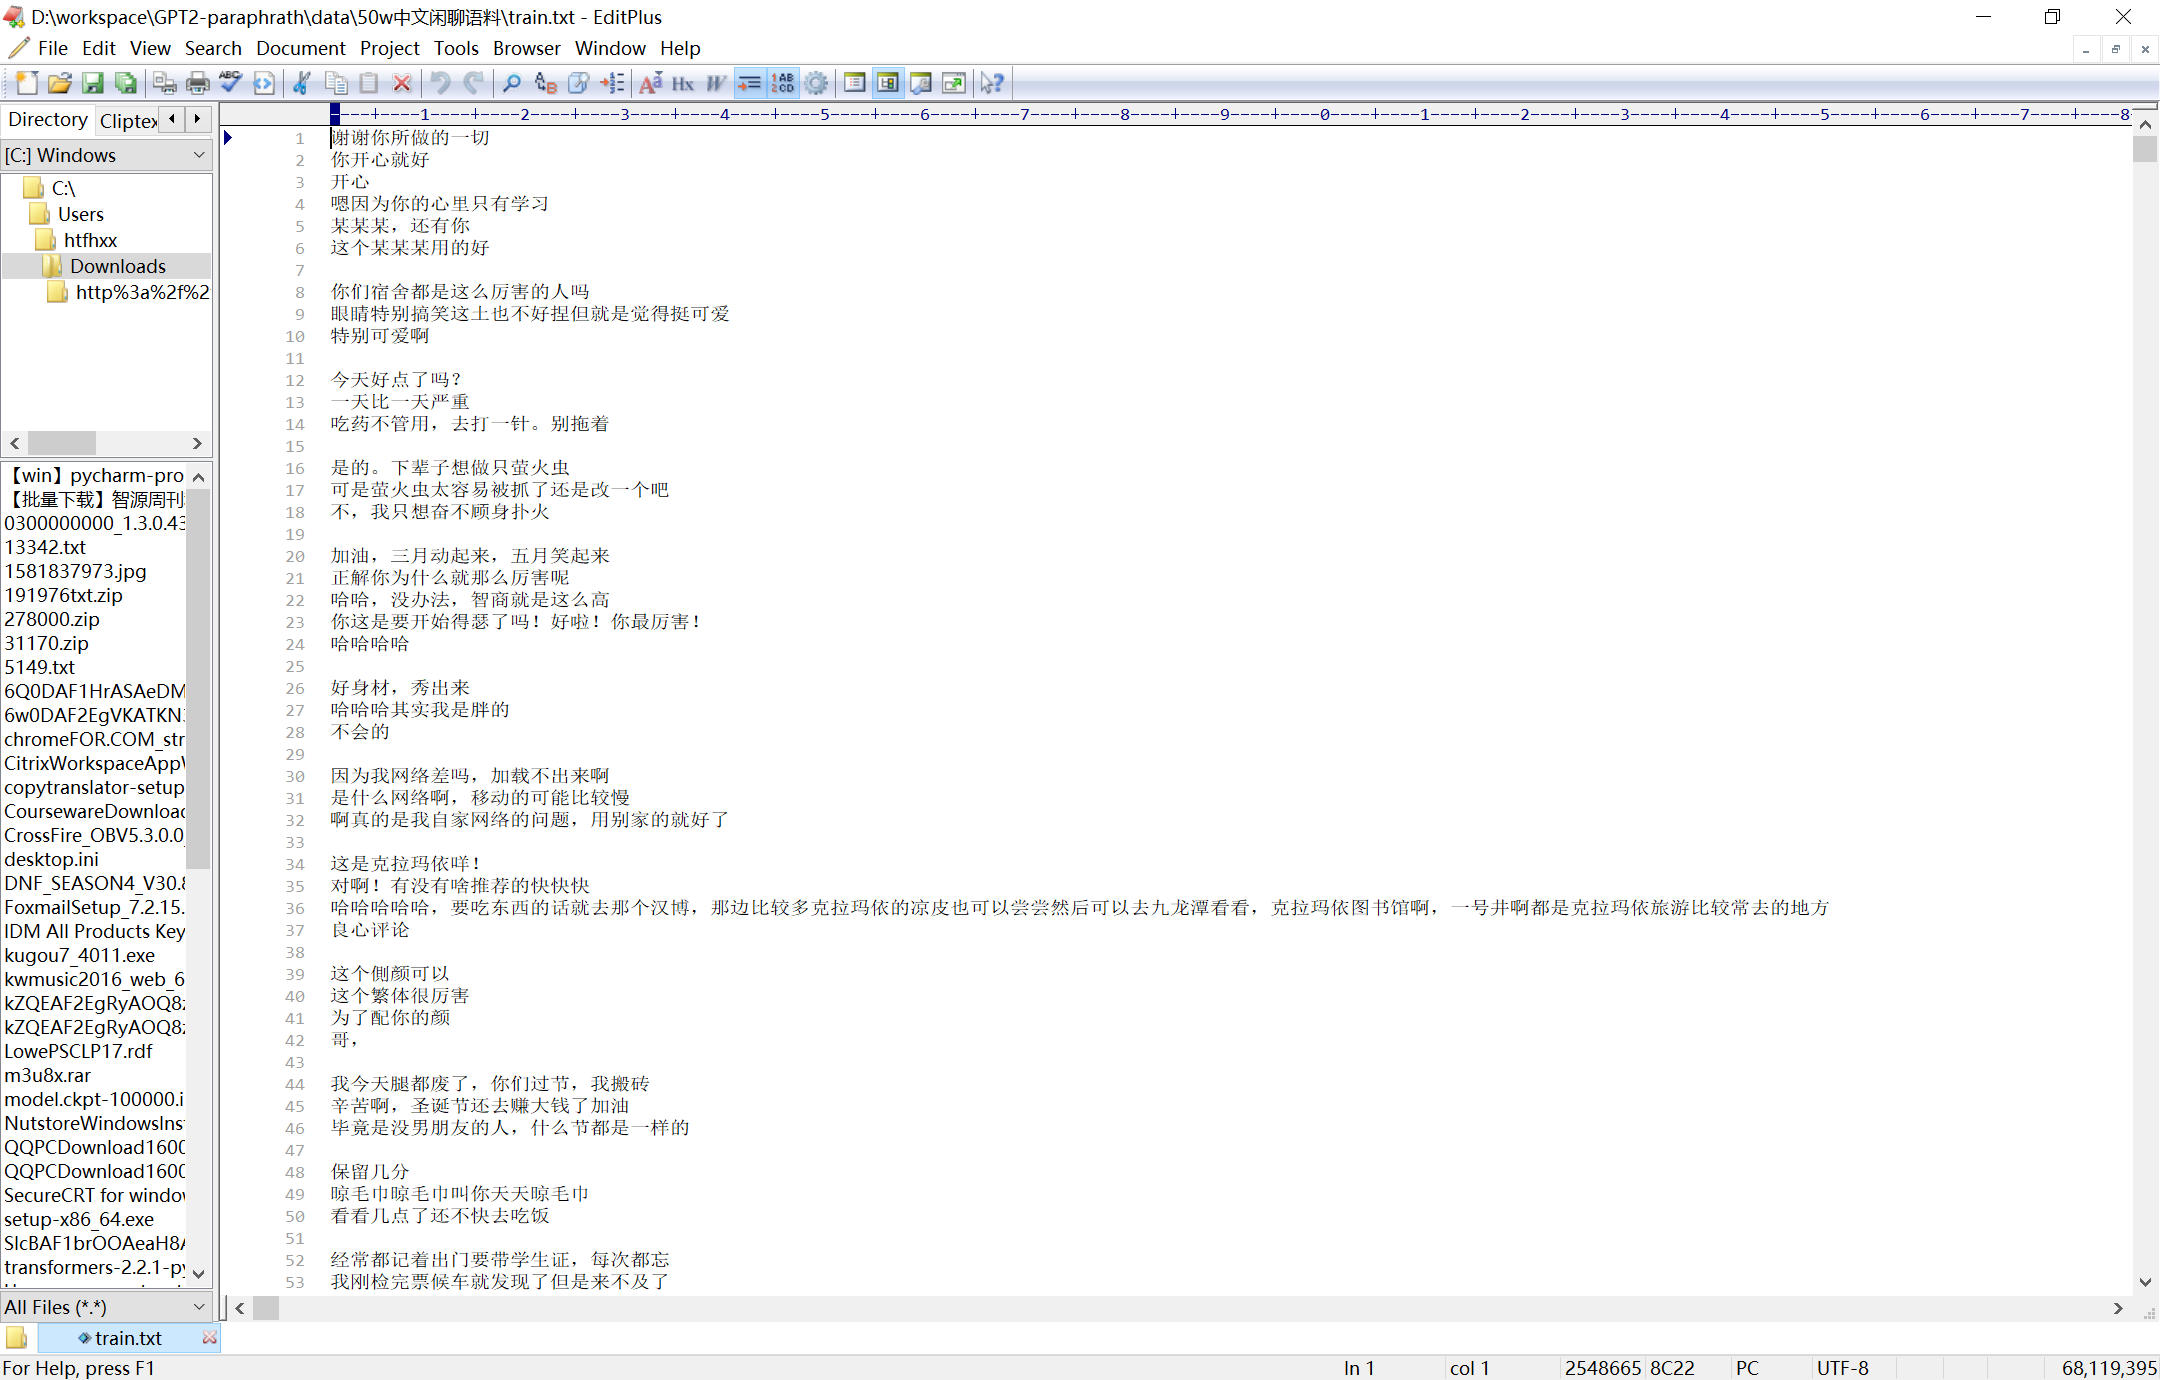 D:\workspace\GPT2-paraphrath\data\50w中文闲聊语料\train.txt - EditPlus
File Edit View Search Document Project Tools Browser Window Help
Directory Cliptex
[C:] Windows
C:\
Users
htfhxx
Downloads
http%3a%2f%2
【win】pycharm-pro
【批量下载】智源周刊
0300000000_1.3.0.43
13342.txt
1581837973.jpg
191976txt.zip
278000.zip
31170.zip
5149.txt
6Q0DAF1HrASAeDM
6w0DAF2EgVKATKN
chromeFOR.COM_str
CitrixWorkspaceApp
copytranslator-setup
CoursewareDownload
CrossFire_OBV5.3.0.0
desktop.ini
DNF_SEASON4_V30.8
FoxmailSetup_7.2.15.
IDM All Products Key
kugou7_4011.exe
kwmusic2016_web_6
kZQEAF2EgRyAOQ8z
kZQEAF2EgRyAOQ8z
LowePSCLP17.rdf
m3u8x.rar
model.ckpt-100000.i
NutstoreWindowsInst
QQPCDownload1600
QQPCDownload1600
SecureCRT for window
setup-x86_64.exe
SlcBAF1brOOAeaH8A
transformers-2.2.1-py
All Files (*.*)
----+----1----+----2----+----3----+----4----+----5----+----6----+----7----+----8----+----9----+----0----+----1----+----2----+----3----+----4----+----5----+----6----+----7----+----8
1 谢谢你所做的一切
2 你开心就好
3 开心
4 嗯因为你的心里只有学习
5 某某某，还有你
6 这个某某某用的好
7
8 你们宿舍都是这么厉害的人吗
9 眼睛特别搞笑这土也不好捏但就是觉得挺可爱
10 特别可爱啊
11
12 今天好点了吗？
13 一天比一天严重
14 吃药不管用，去打一针。别拖着
15
16 是的。下辈子想做只萤火虫
17 可是萤火虫太容易被抓了还是改一个吧
18 不，我只想奋不顾身扑火
19
20 加油，三月动起来，五月笑起来
21 正解你为什么就那么厉害呢
22 哈哈，没办法，智商就是这么高
23 你这是要开始得瑟了吗！好啦！你最厉害！
24 哈哈哈哈
25
26 好身材，秀出来
27 哈哈哈其实我是胖的
28 不会的
29
30 因为我网络差吗，加载不出来啊
31 是什么网络啊，移动的可能比较慢
32 啊真的是我自家网络的问题，用别家的就好了
33
34 这是克拉玛依咩！
35 对啊！有没有啥推荐的快快快
36 哈哈哈哈哈，要吃东西的话就去那个汉博，那边比较多克拉玛依的凉皮也可以尝尝然后可以去九龙潭看看，克拉玛依图书馆啊，一号井啊都是克拉玛依旅游比较常去的地方
37 良心评论
38
39 这个側颜可以
40 这个繁体很厉害
41 为了配你的颜
42 哥，
43
44 我今天腿都废了，你们过节，我搬砖
45 辛苦啊，圣诞节还去赚大钱了加油
46 毕竟是没男朋友的人，什么节都是一样的
47
48 保留几分
49 晾毛巾晾毛巾叫你天天晾毛巾
50 看看几点了还不快去吃饭
51
52 经常都记着出门要带学生证，每次都忘
53 我刚检完票候车就发现了但是来不及了
train.txt
For Help, press F1 ln 1 col 1 2548665 8C22 PC UTF-8 68,119,395